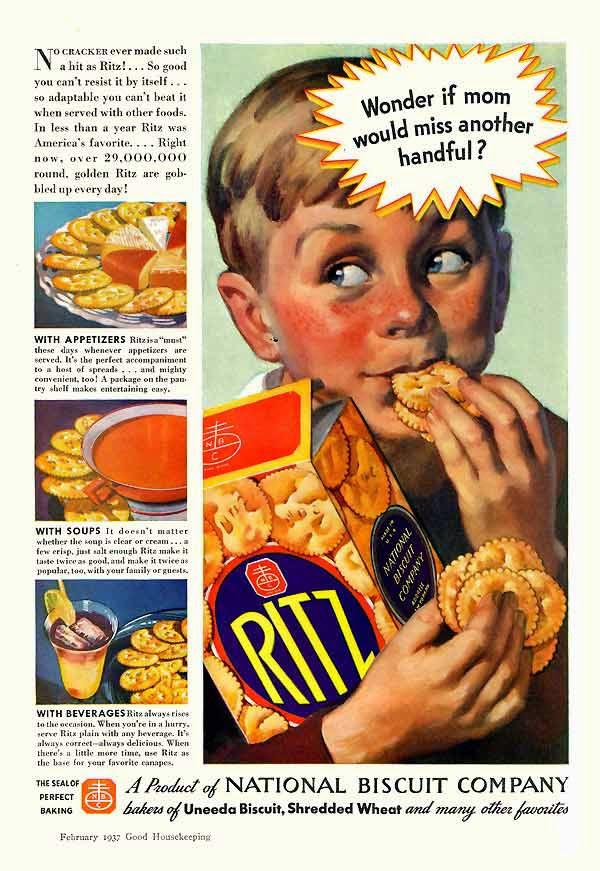 NO CRACKER ever made such
a hit as Ritz! . . . So good
you can't resist it by itself . . .
so adaptable you can't beat it
when served with other foods.
In less than a year Ritz was
America's favorite. . . . Right
now, over 29,000,000
round, golden Ritz are gob-
bled up every day!
WITH APPETIZERS Ritz is a "must"
these days whenever appetizers are
served. It's the perfect accompaniment
to a host of spreads . . . and mighty
convenient, too! A package on the pan-
try shelf makes entertaining easy.
WITH SOUPS It doesn't matter
whether the soup is clear or cream . . . a
few crisp, just salt enough Ritz make it
taste twice as good, and make it twice as
popular, too, with your family or guests.
WITH BEVERAGES Ritz always rises
to the occasion. When you're in a hurry,
serve Ritz plain with any beverage. It's
always correct—always delicious. When
there's a little more time, use Ritz as
the base for your favorite canapes.
Wonder if mom
would miss another
handful?
NBC
NBC
RITZ
MADE IN
U.S.A.
NATIONAL
BISCUIT
COMPANY
THE SEAL OF
PERFECT
BAKING
NBC
A Product of NATIONAL BISCUIT COMPANY
bakers of Uneeda Biscuit, Shredded Wheat and many other favorites
February 1937 Good Housekeeping